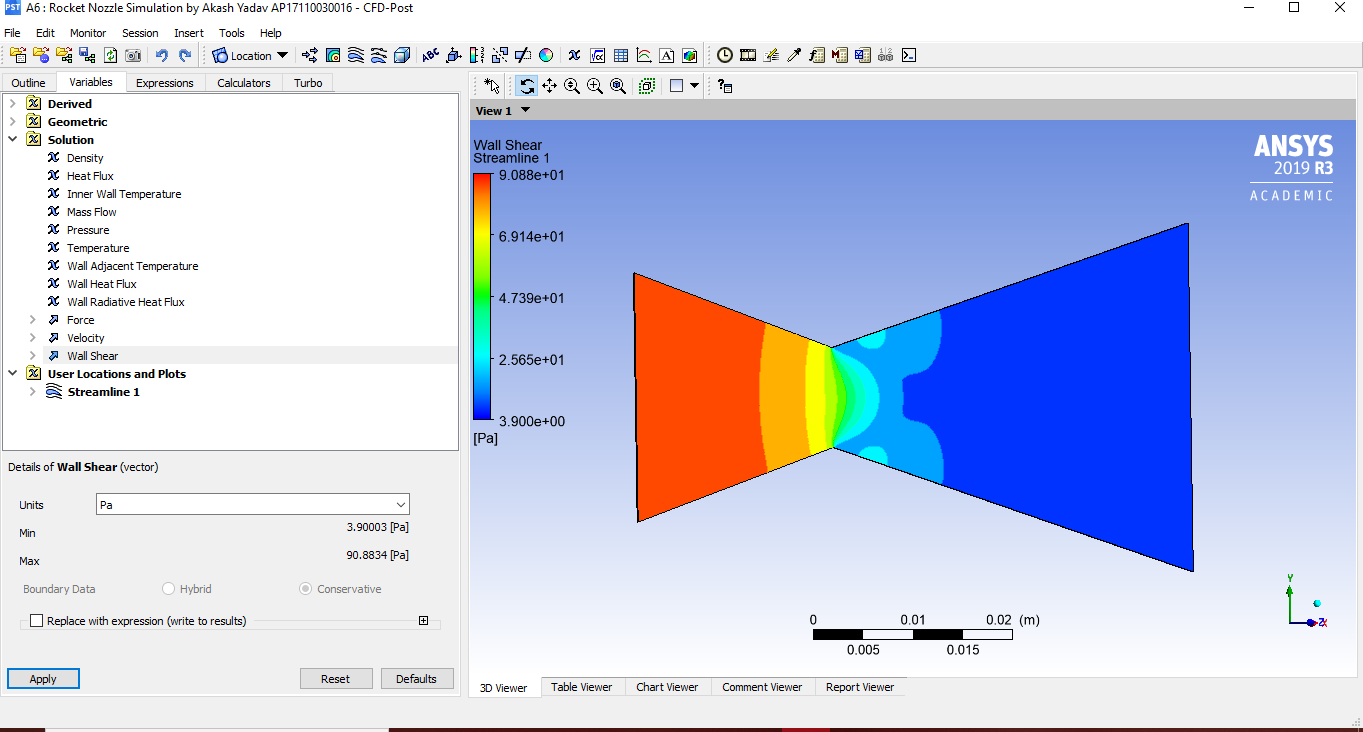 A6 : Rocket Nozzle Simulation by Akash Yadav AP17110030016 - CFD-Post
File Edit Monitor Session Insert Tools Help
Location
Outline Variables Expressions Calculators Turbo
Derived
Geometric
Solution
Density
Heat Flux
Inner Wall Temperature
Mass Flow
Pressure
Temperature
Wall Adjacent Temperature
Wall Heat Flux
Wall Radiative Heat Flux
Force
Velocity
Wall Shear
User Locations and Plots
Streamline 1
Details of Wall Shear (vector)
Units Pa
Min 3.90003 [Pa]
Max 90.8834 [Pa]
Boundary Data Hybrid Conservative
Replace with expression (write to results)
Apply Reset Defaults
View 1
Wall Shear
Streamline 1
9.088e+01
6.914e+01
4.739e+01
2.565e+01
3.900e+00
[Pa]
ANSYS
2019 R3
ACADEMIC
0 0.01 0.02 (m)
0.005 0.015
Y
Z X
3D Viewer Table Viewer Chart Viewer Comment Viewer Report Viewer